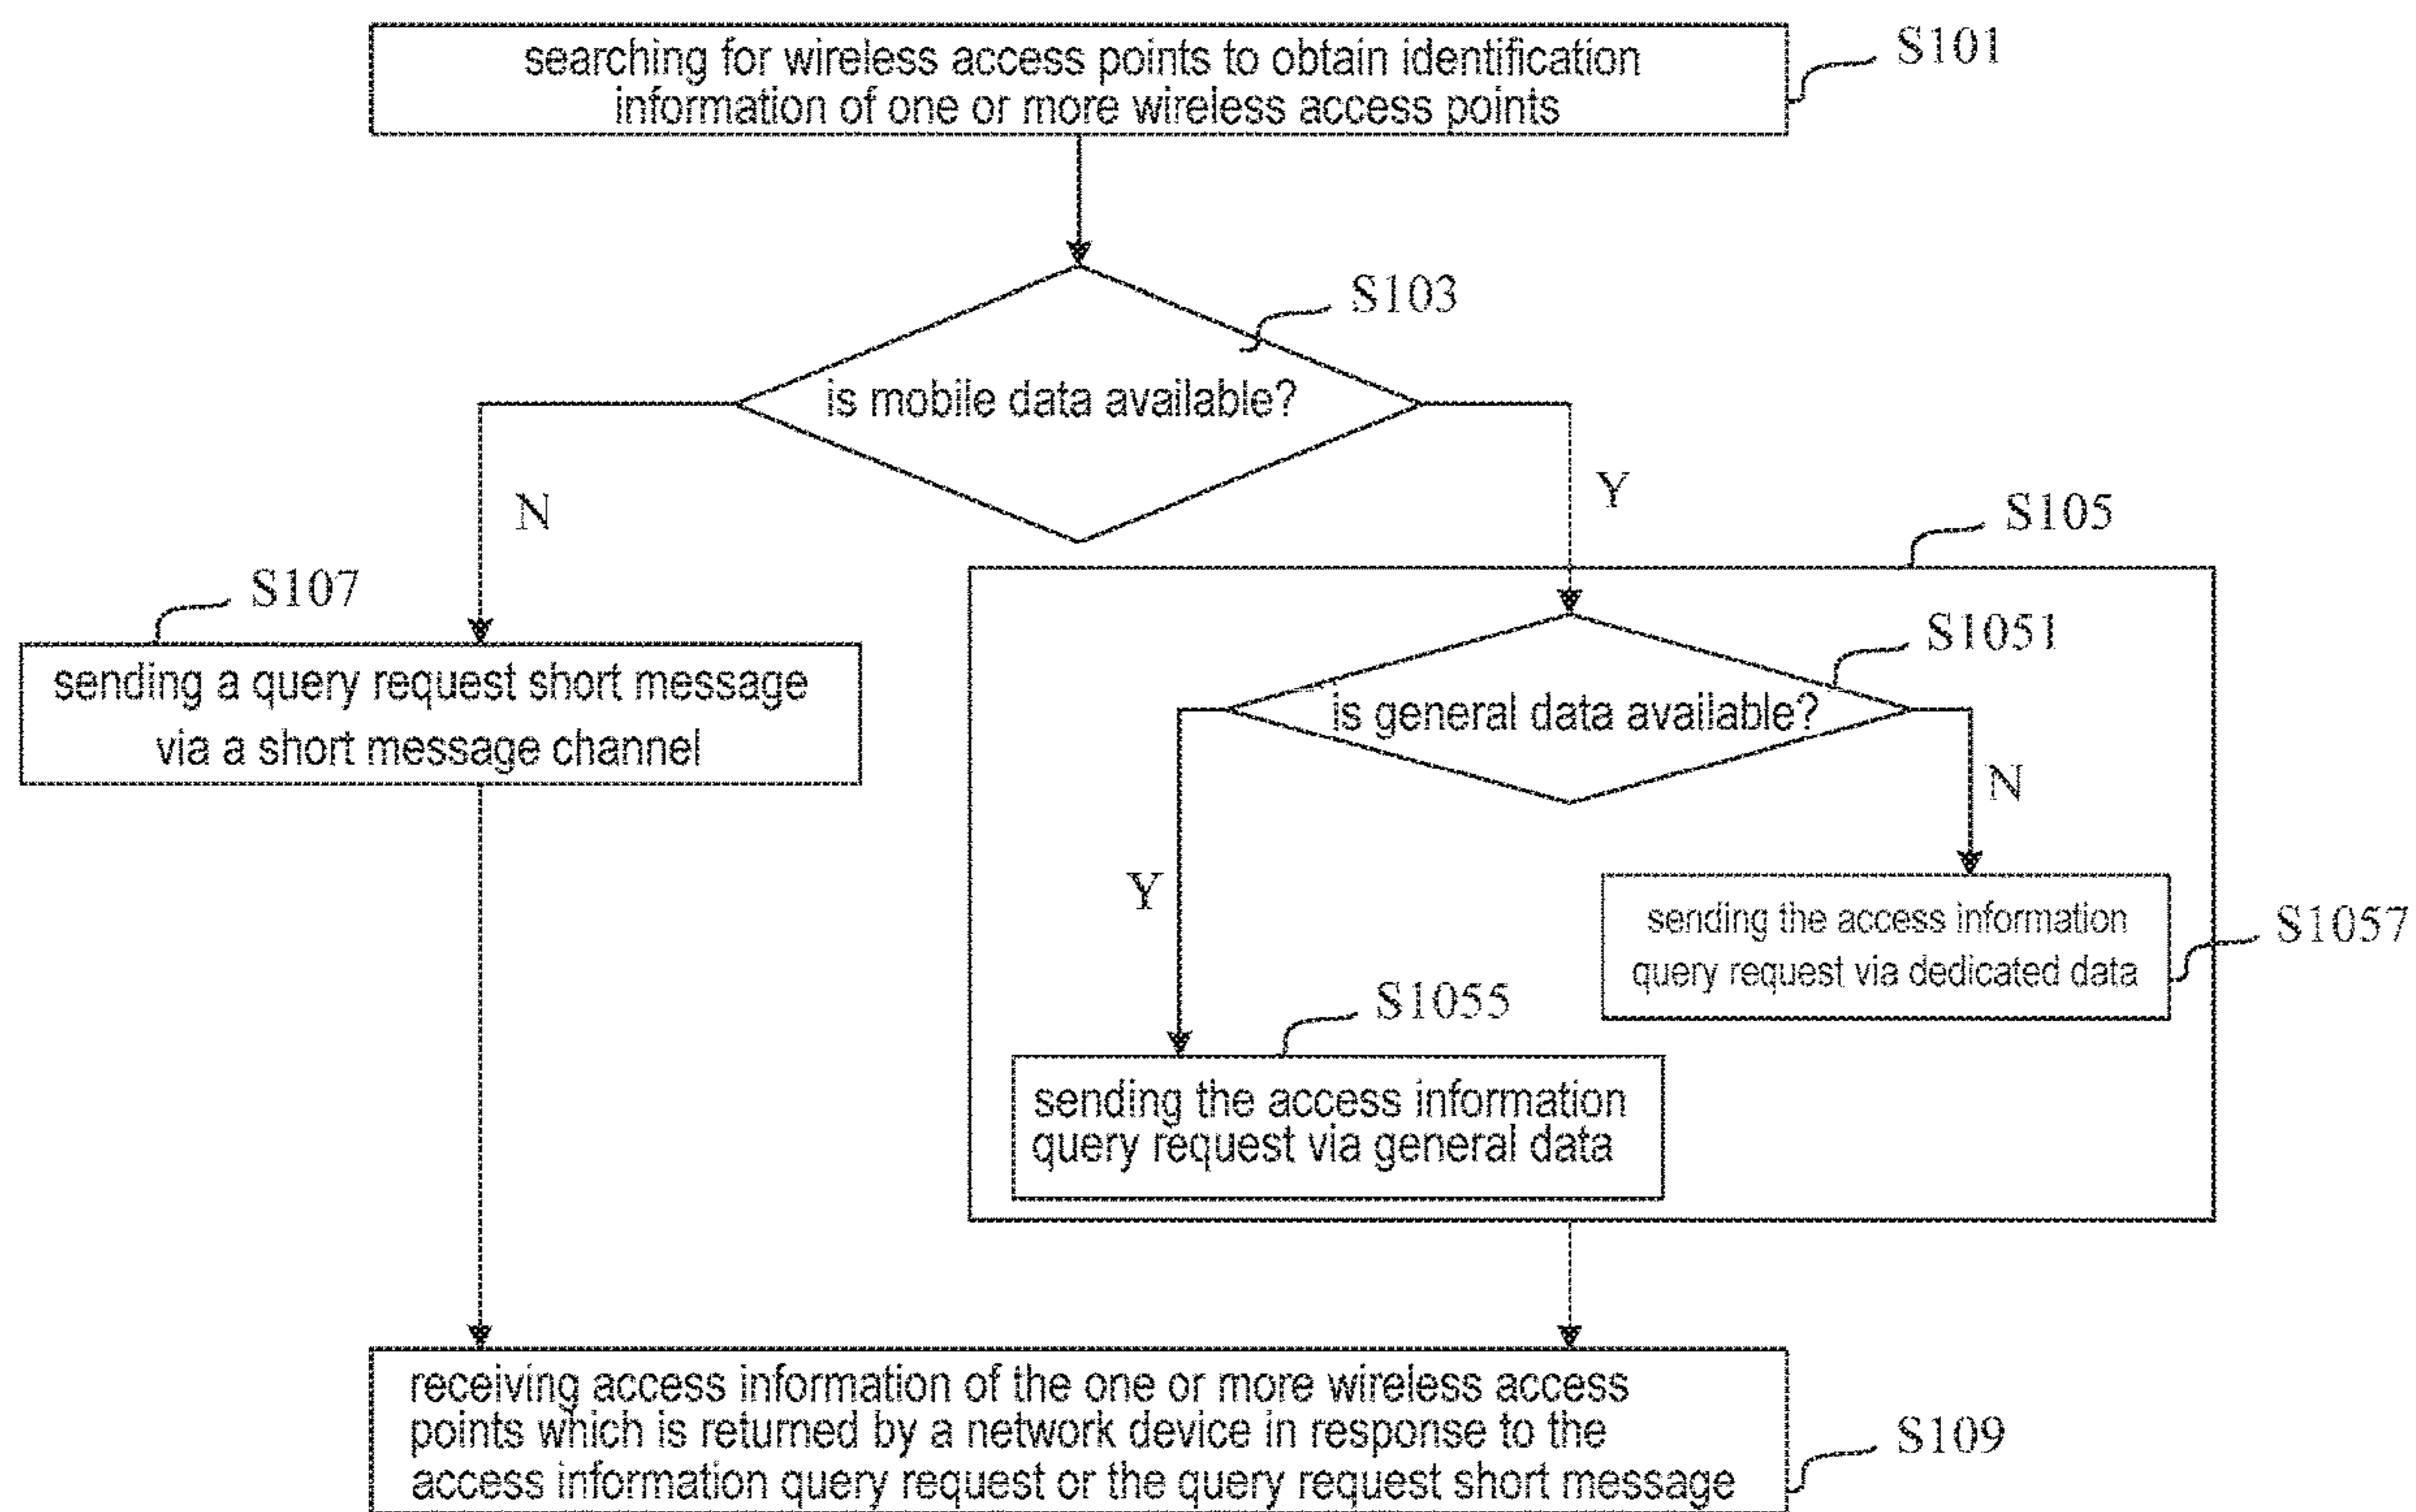 searching for wireless access points to obtain identification
information of one or more wireless access points
S101
S103
is mobile data available?
N
Y
S105
S107
sending a query request short message
via a short message channel
S1051
is general data available?
N
Y
sending the access information
query request via dedicated data
S1057
S1055
sending the access information
query request via general data
receiving access information of the one or more wireless access
points which is returned by a network device in response to the
access information query request or the query request short message
S109